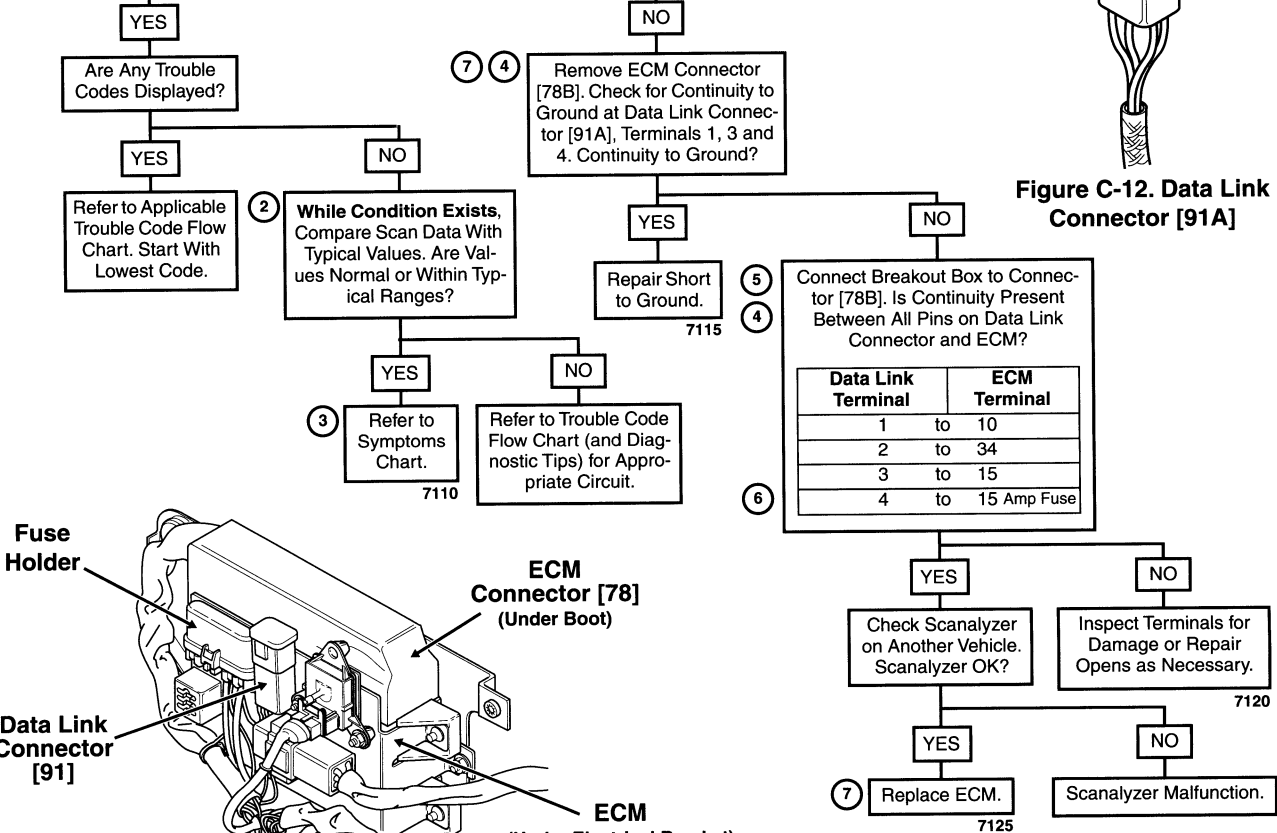 YES
Are Any Trouble
Codes Displayed?
YES
NO
Refer to Applicable
Trouble Code Flow
Chart. Start With
Lowest Code.
2
While Condition Exists,
Compare Scan Data With
Typical Values. Are Val-
ues Normal or Within Typ-
ical Ranges?
YES
NO
3
Refer to
Symptoms
Chart.
7110
Refer to Trouble Code
Flow Chart (and Diag-
nostic Tips) for Appro-
priate Circuit.
NO
7 4
Remove ECM Connector
[78B]. Check for Continuity to
Ground at Data Link Connec-
tor [91A], Terminals 1, 3 and
4. Continuity to Ground?
YES
NO
Repair Short
to Ground.
7115
5
4
Connect Breakout Box to Connec-
tor [78B]. Is Continuity Present
Between All Pins on Data Link
Connector and ECM?
Data Link Terminal ECM Terminal
1 to 10
2 to 34
3 to 15
6
4 to 15 Amp Fuse
YES
NO
Check Scanalyzer
on Another Vehicle.
Scanalyzer OK?
Inspect Terminals for
Damage or Repair
Opens as Necessary.
7120
YES
NO
7
Replace ECM.
7125
Scanalyzer Malfunction.
Figure C-12. Data Link
Connector [91A]
Fuse
Holder
ECM
Connector [78]
(Under Boot)
Data Link
Connector
[91]
ECM
(Under Electrical Bracket)